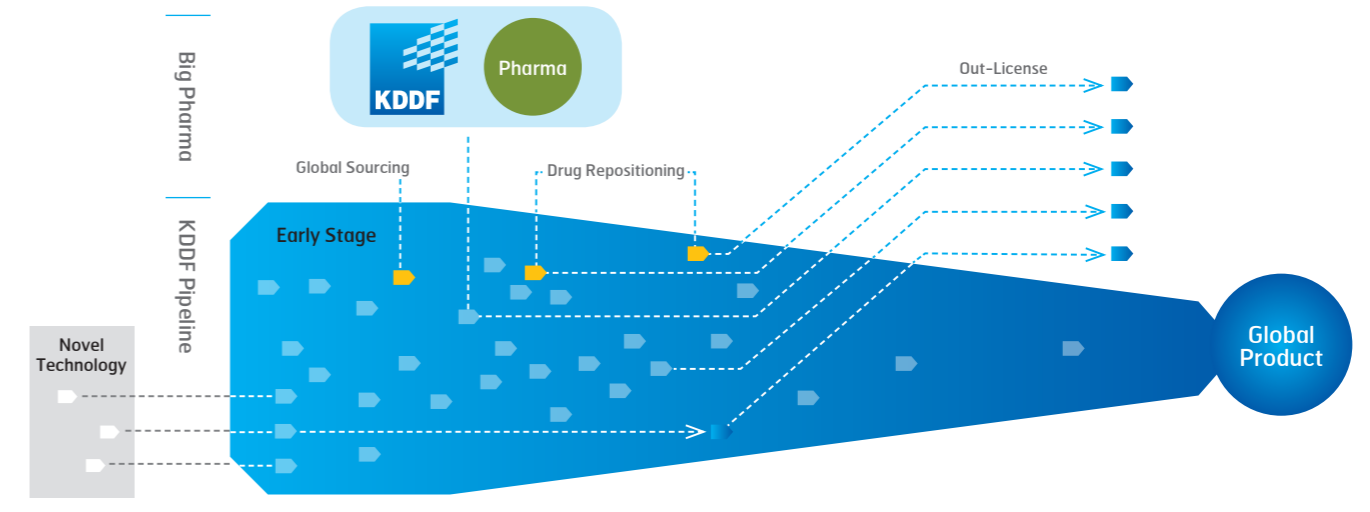 Big Pharma
KDDF
Pharma
Out-License
Global Sourcing
Drug Repositioning
KDDF Pipeline
Early Stage
Novel
Technology
Global
Product